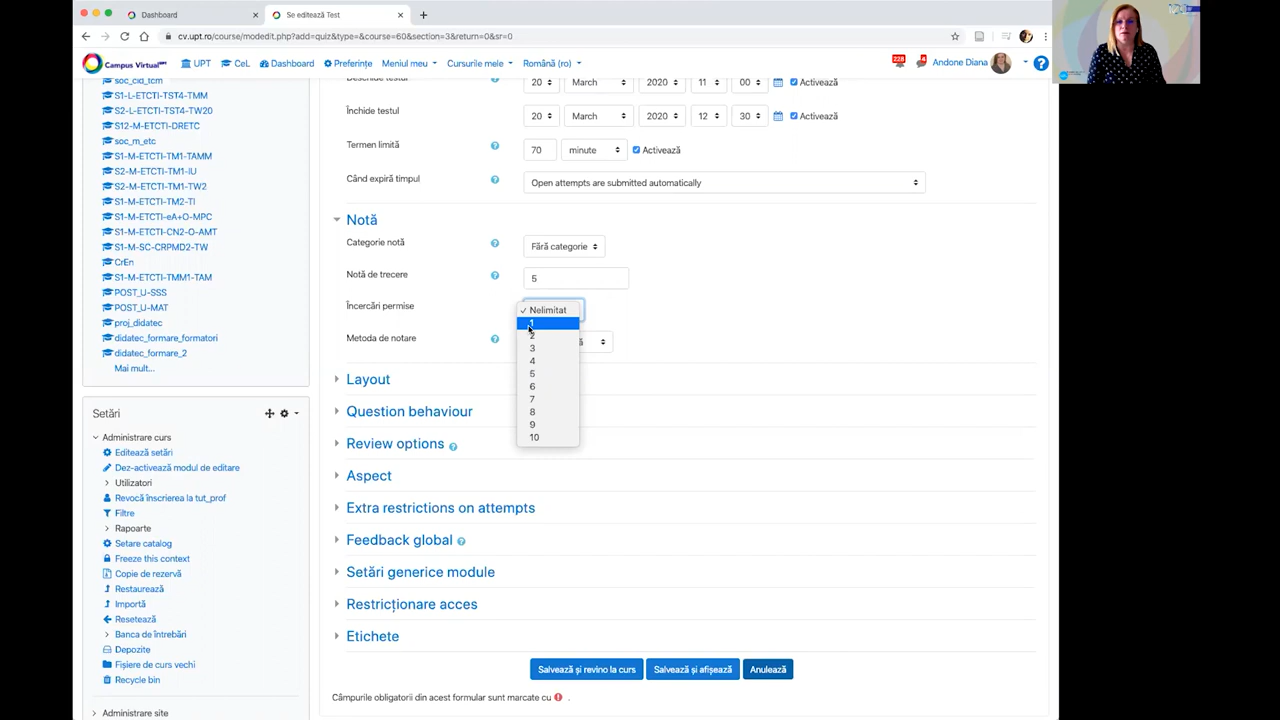 Dashboard
Se editează Test
cv.upt.ro/course/modedit.php?add=quiz&type=&course=60&section=3&return=0&sr=0
Campus Virtual UPT
UPT
CeL
Dashboard
Preferințe
Meniul meu
Cursurile mele
Română (ro)
228
Andone Diana
soc_cid_tcm
S1-L-ETCTI-TST4-TMM
S2-L-ETCTI-TST4-TW20
S12-M-ETCTI-DRETC
soc_m_etc
S1-M-ETCTI-TM1-TAMM
S2-M-ETCTI-TM1-IU
S2-M-ETCTI-TM1-TW2
S1-M-ETCTI-TM2-TI
S1-M-ETCTI-eA+O-MPC
S1-M-ETCTI-CN2-O-AMT
S1-M-SC-CRPMD2-TW
CrEn
S1-M-ETCTI-TMM1-TAM
POST_U-SSS
POST_U-MAT
proj_didatec
didatec_formare_formatori
didatec_formare_2
Mai mult...
Setări
Administrare curs
Editează setări
Dez-activează modul de editare
Utilizatori
Revocă înscrierea la tut_prof
Filtre
Rapoarte
Setare catalog
Freeze this context
Copie de rezervă
Restaurează
Importă
Resetează
Banca de întrebări
Depozite
Fișiere de curs vechi
Recycle bin
Administrare site
Deschide testul
20 March 2020 11 00 Activează
Închide testul
20 March 2020 12 30 Activează
Termen limită
70 minute Activează
Când expiră timpul
Open attempts are submitted automatically
Notă
Categorie notă
Fără categorie
Notă de trecere
5
Încercări permise
✓ Nelimitat
1
2
3
4
5
6
7
8
9
10
Metoda de notare
Layout
Question behaviour
Review options
Aspect
Extra restrictions on attempts
Feedback global
Setări generice module
Restricționare acces
Etichete
Salvează și revino la curs
Salvează și afișează
Anulează
Câmpurile obligatorii din acest formular sunt marcate cu .